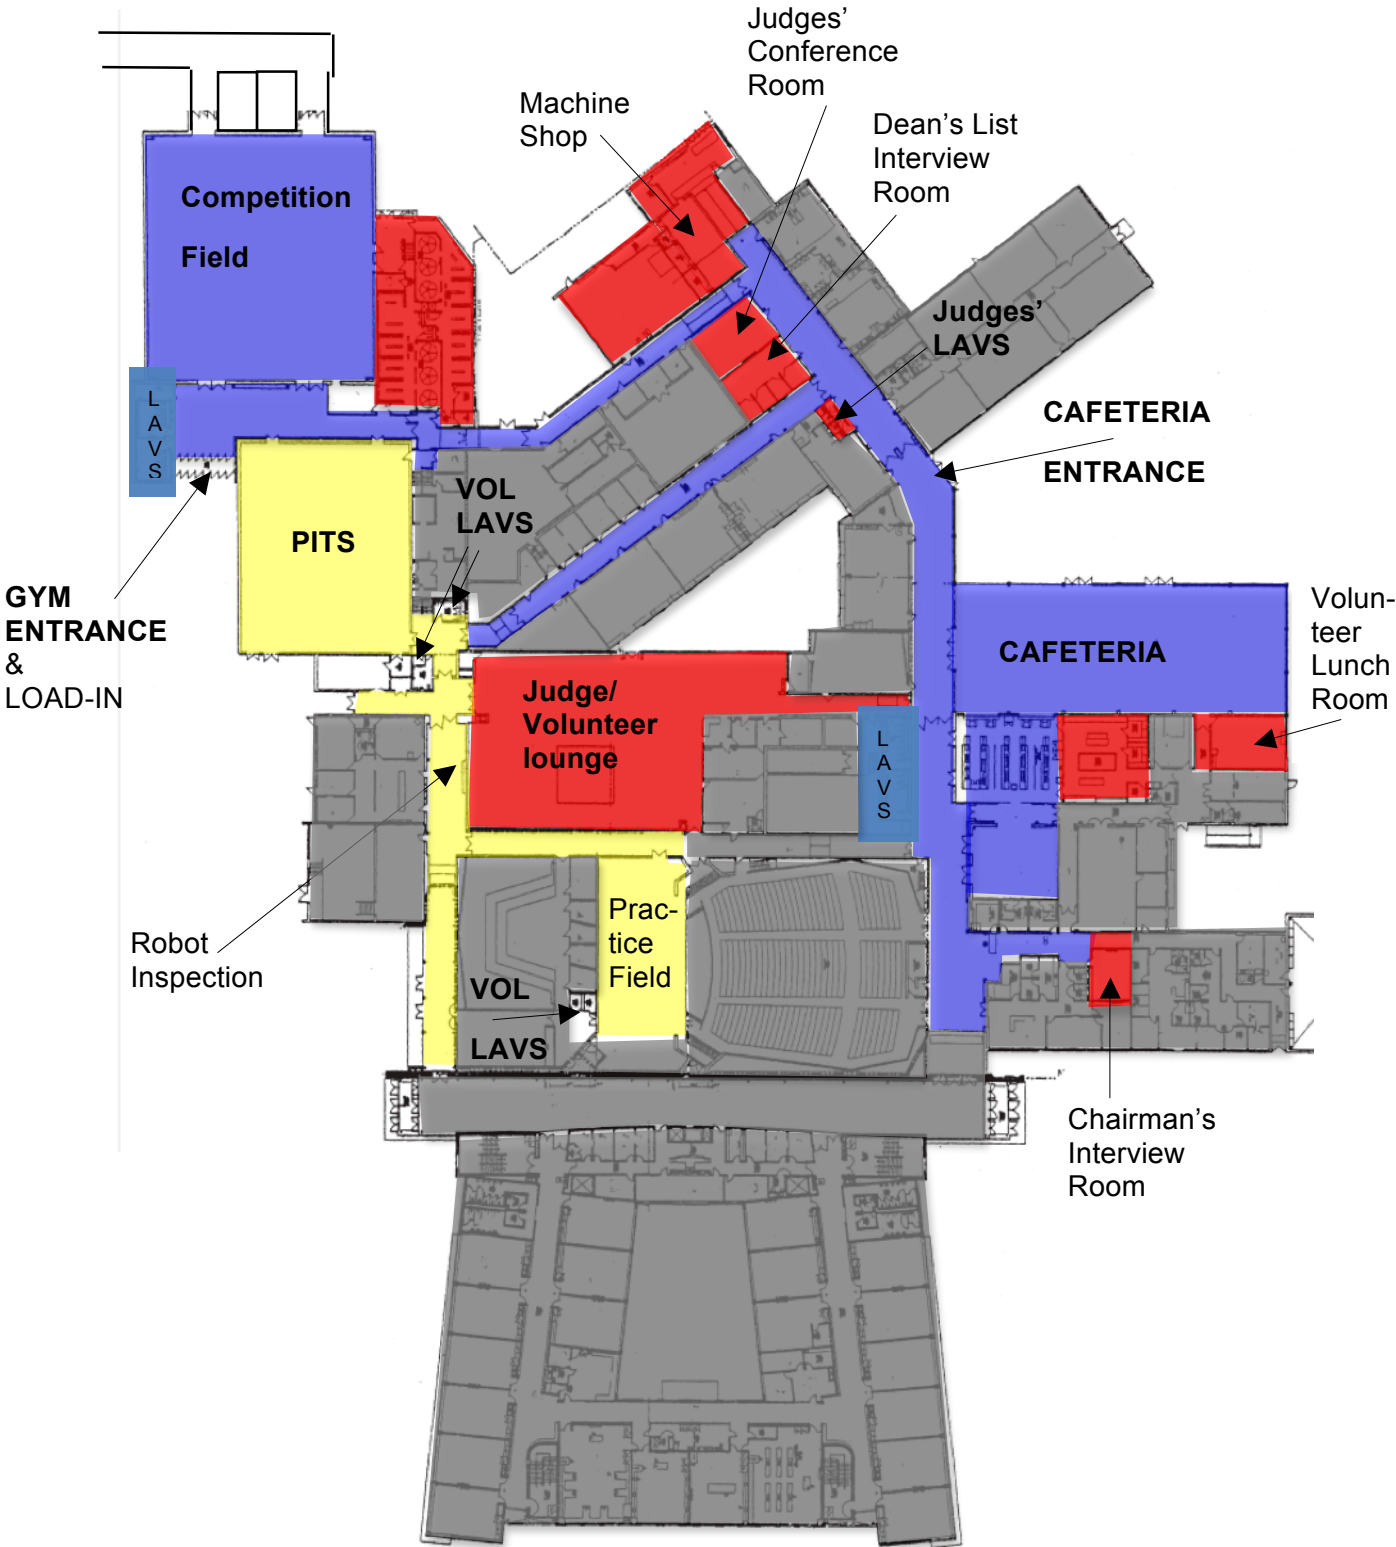 Judges’
Conference
Room
Machine
Shop
Dean’s List
Interview
Room
Competition
Field
Judges’
LAVS
L
A
V
S
CAFETERIA
ENTRANCE
VOL
LAVS
PITS
GYM
ENTRANCE
&
LOAD-IN
Volun-
teer
Lunch
Room
CAFETERIA
Judge/
Volunteer
lounge
L
A
V
S
Robot
Inspection
Prac-
tice
Field
VOL
LAVS
Chairman’s
Interview
Room